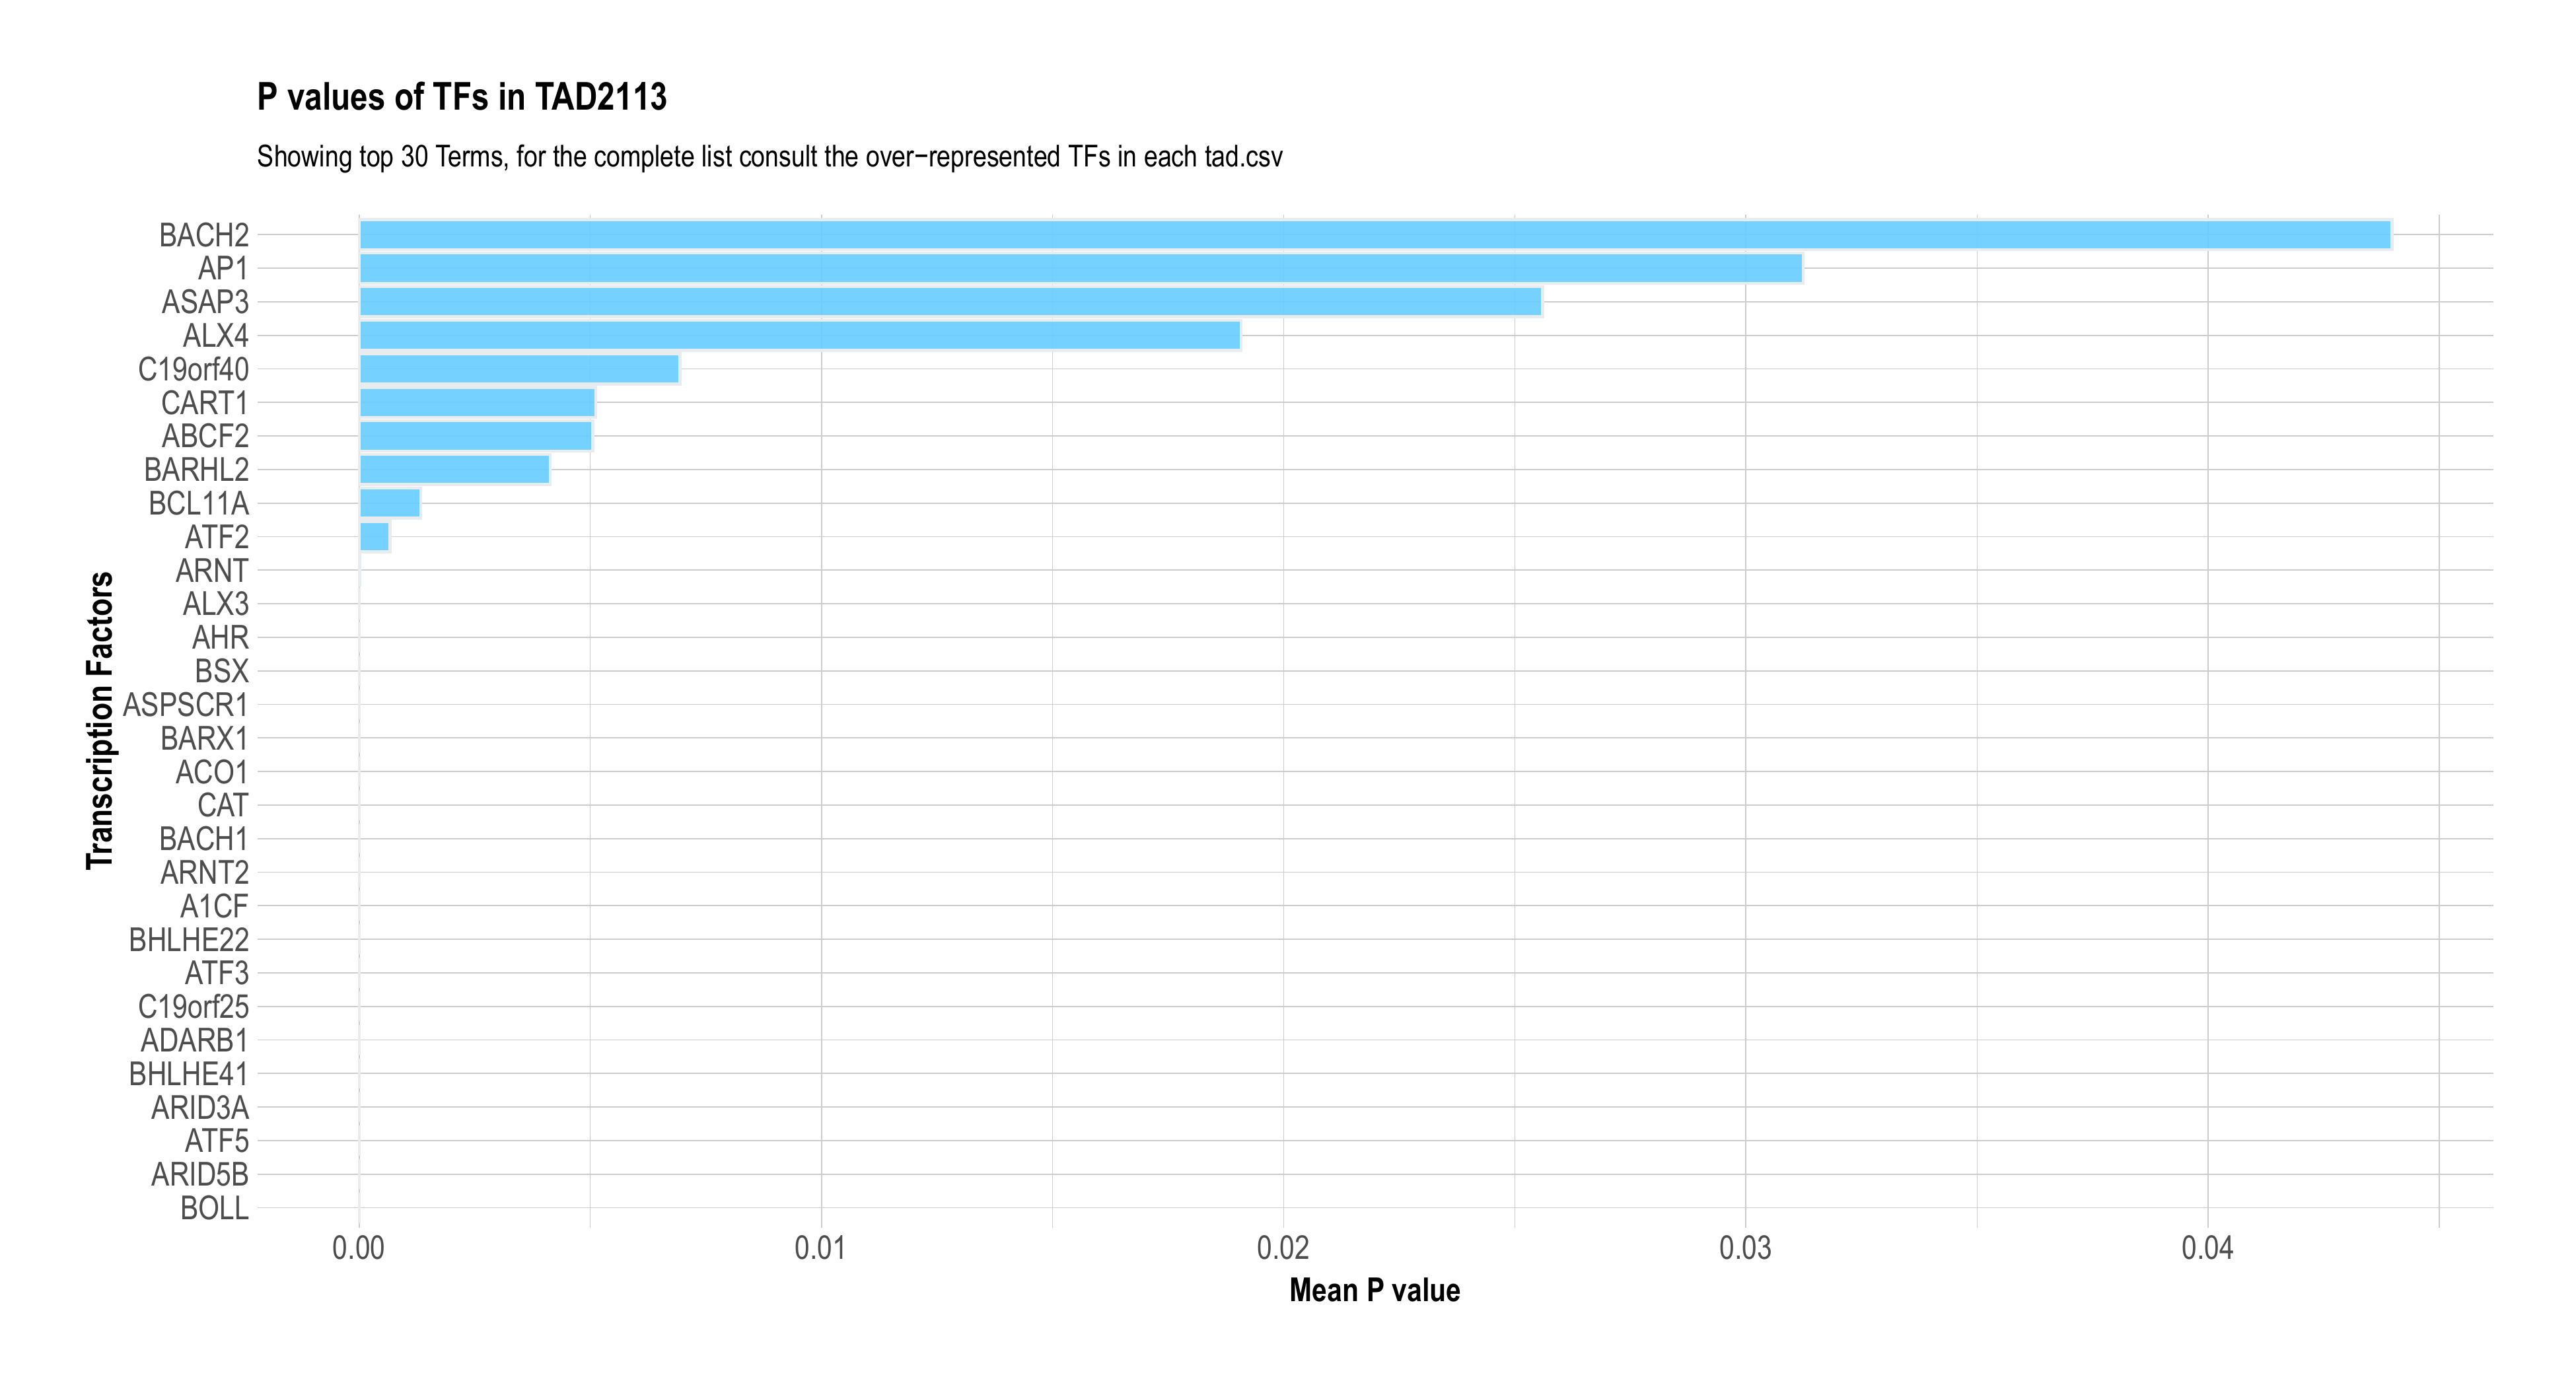 P values of TFs in TAD2113
Showing top 30 Terms, for the complete list consult the over−represented TFs in each tad.csv
Transcription Factors
BACH2
AP1
ASAP3
ALX4
C19orf40
CART1
ABCF2
BARHL2
BCL11A
ATF2
ARNT
ALX3
AHR
BSX
ASPSCR1
BARX1
ACO1
CAT
BACH1
ARNT2
A1CF
BHLHE22
ATF3
C19orf25
ADARB1
BHLHE41
ARID3A
ATF5
ARID5B
BOLL
0.00 0.01 0.02 0.03 0.04
Mean P value